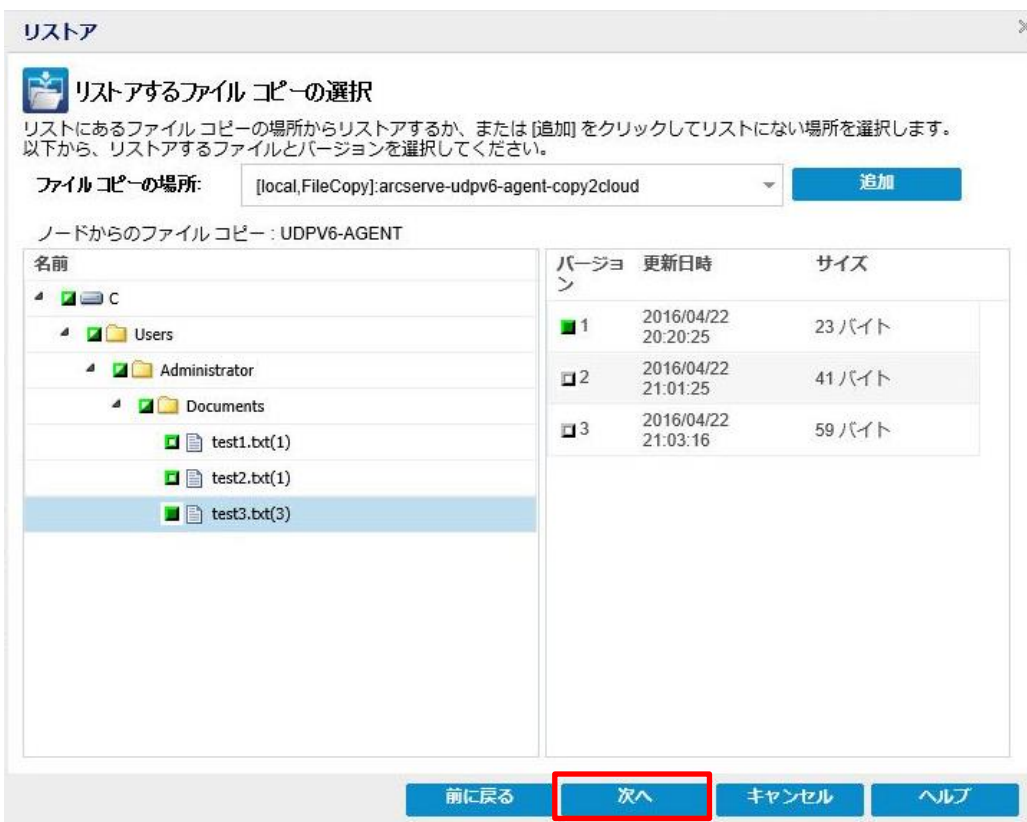 リストア
リストアするファイル コピーの選択
リストにあるファイル コピーの場所からリストアするか、または [追加] をクリックしてリストにない場所を選択します。
以下から、リストアするファイルとバージョンを選択してください。
ファイル コピーの場所:
[local,FileCopy]:arcserve-udpv6-agent-copy2cloud
追加
ノードからのファイル コピー : UDPV6-AGENT
名前
C
Users
Administrator
Documents
test1.txt(1)
test2.txt(1)
test3.txt(3)
バージョ
ン
更新日時
サイズ
1
2016/04/22
20:20:25
23 バイト
2
2016/04/22
21:01:25
41 バイト
3
2016/04/22
21:03:16
59 バイト
前に戻る
次へ
キャンセル
ヘルプ